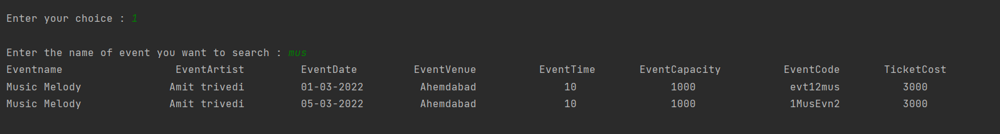 Enter your choice : 1
Enter the name of event you want to search : mus
Eventname EventArtist EventDate EventVenue EventTime EventCapacity EventCode TicketCost
Music Melody Amit trivedi 01-03-2022 Ahemdabad 10 1000 evt12mus 3000
Music Melody Amit trivedi 05-03-2022 Ahemdabad 10 1000 1MusEvn2 3000